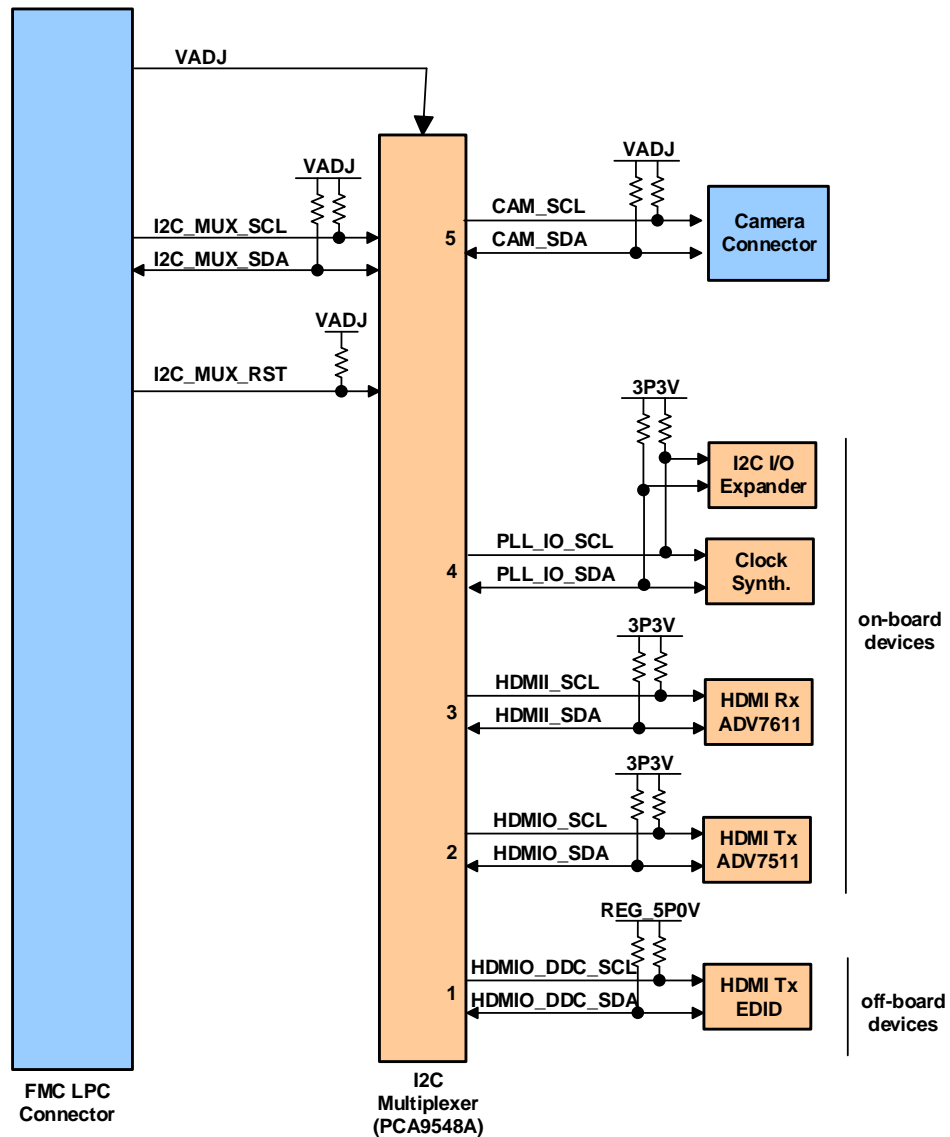 VADJ
VADJ
VADJ
I2C_MUX_SCL
I2C_MUX_SDA
VADJ
I2C_MUX_RST
5
CAM_SCL
CAM_SDA
Camera
Connector
3P3V
I2C I/O
Expander
4
PLL_IO_SCL
PLL_IO_SDA
Clock
Synth.
on-board
devices
3P3V
3
HDMII_SCL
HDMII_SDA
HDMI Rx
ADV7611
3P3V
2
HDMIO_SCL
HDMIO_SDA
HDMI Tx
ADV7511
REG_5P0V
1
HDMIO_DDC_SCL
HDMIO_DDC_SDA
HDMI Tx
EDID
off-board
devices
FMC LPC
Connector
I2C
Multiplexer
(PCA9548A)